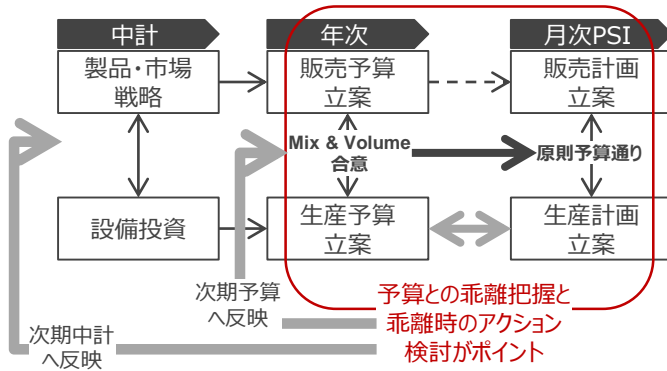 中計
年次
月次PSI
製品・市場
戦略
販売予算
立案
販売計画
立案
Mix & Volume
合意
原則予算通り
設備投資
生産予算
立案
生産計画
立案
次期予算
へ反映
予算との乖離把握と
乖離時のアクション
検討がポイント
次期中計
へ反映